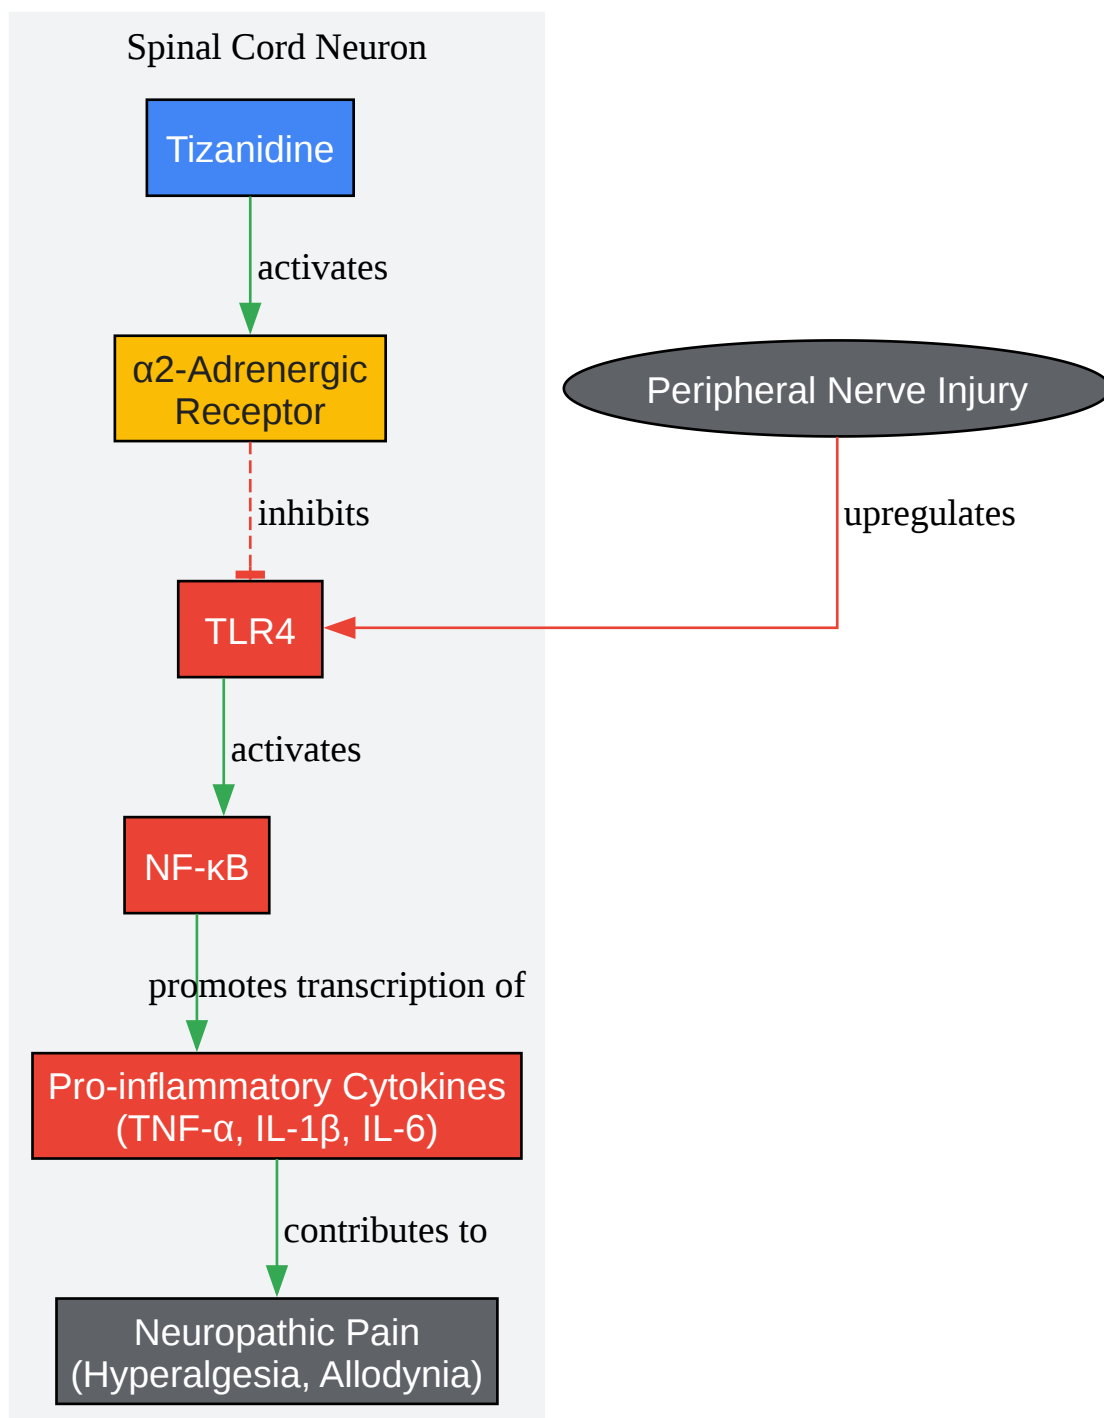 Spinal Cord Neuron
Tizanidine
activates
α2-Adrenergic
Receptor
Peripheral Nerve Injury
inhibits
upregulates
TLR4
activates
NF-κB
promotes transcription of
Pro-inflammatory Cytokines
(TNF-α, IL-1β, IL-6)
contributes to
Neuropathic Pain
(Hyperalgesia, Allodynia)